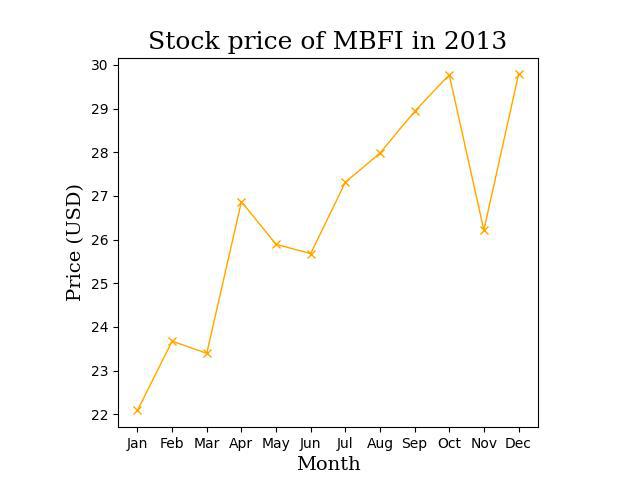 Stock price of MBFI in 2013
Price (USD)
30
29
28
27
26
25
24
23
22
Jan Feb Mar Apr May Jun Jul Aug Sep Oct Nov Dec
Month